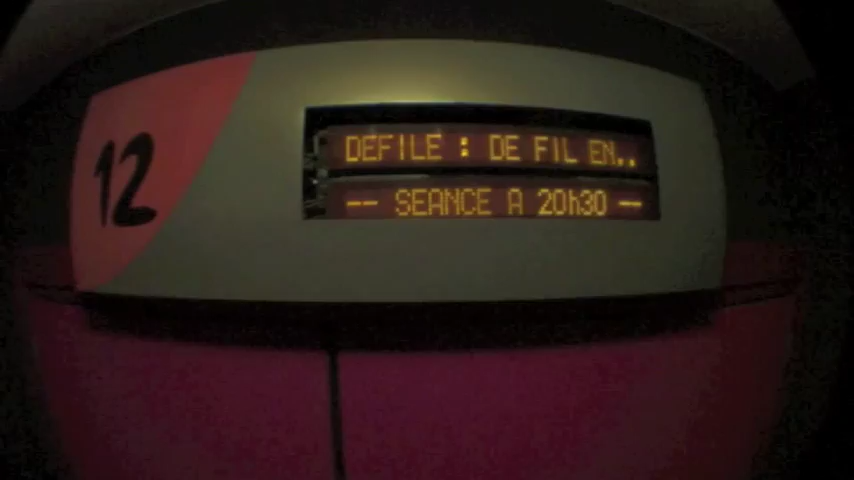 12
DEFILE : DE FIL EN..
-- SEANCE A 20h30 --